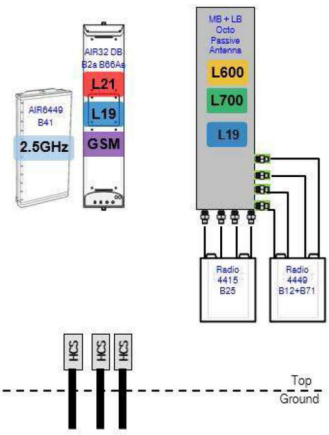 AIR32 DB
B2a B66Aa
L21
L19
GSM
AIR6449
B41
2.5GHz
MB + LB
Octo
Passive
Antenna
L600
L700
L19
Radio
4415
B25
Radio
4449
B12+B71
HCS
HCS
HCS
Top
Ground